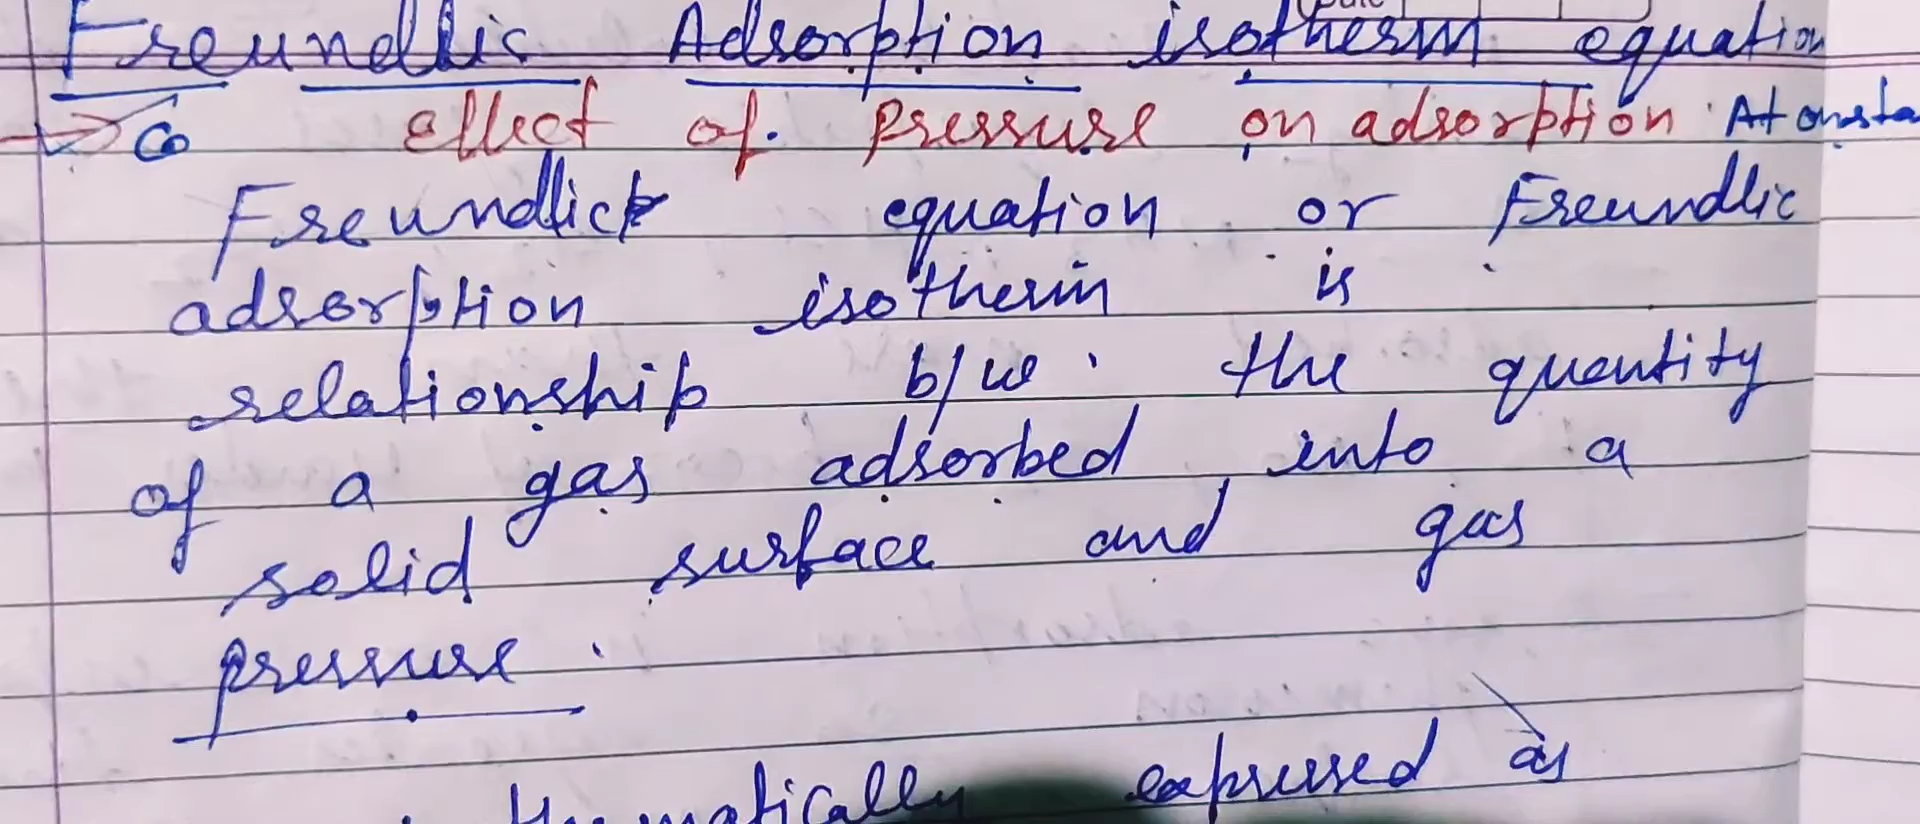 Freundlic Adsorption isotherm equation
effect of pressure on adsorption At
Freundlick equation or Freundlic
adsorption isotherm is
relationship b/w the quantity
of a gas adsorbed into a
solid surface and gas
pressure.
expressed as